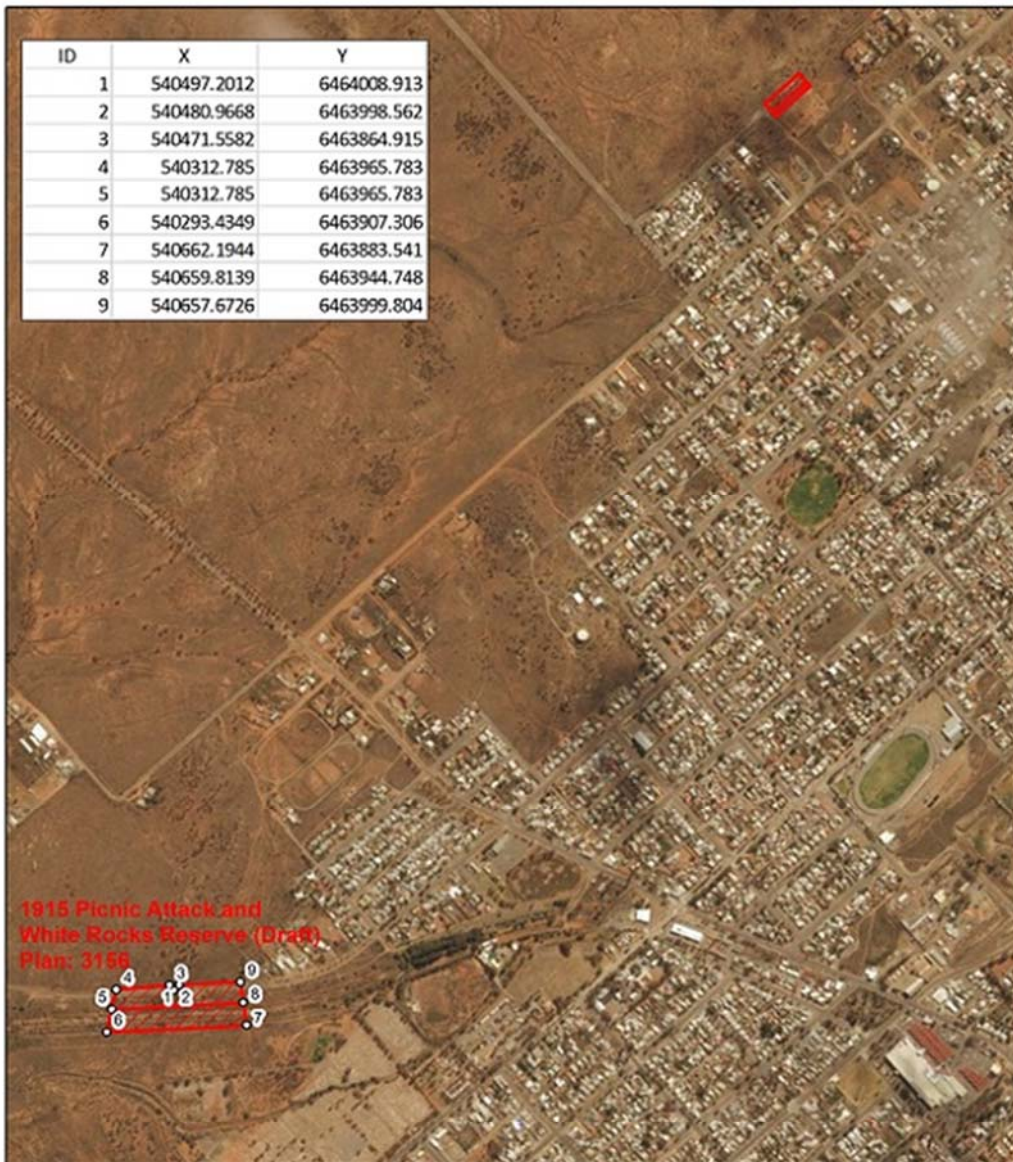 ID X Y
1 540497.2012 6464008.913
2 540480.9668 6463998.562
3 540471.5582 6463864.915
4 540312.785 6463965.783
5 540312.785 6463965.783
6 540293.4349 6463907.306
7 540662.1944 6463883.541
8 540659.8139 6463944.748
9 540657.6726 6463999.804
1915 Picnic Attack and
White Rocks Reserve (Draft)
Plan: 3156
3
4 9
5 1 2 8
6 7